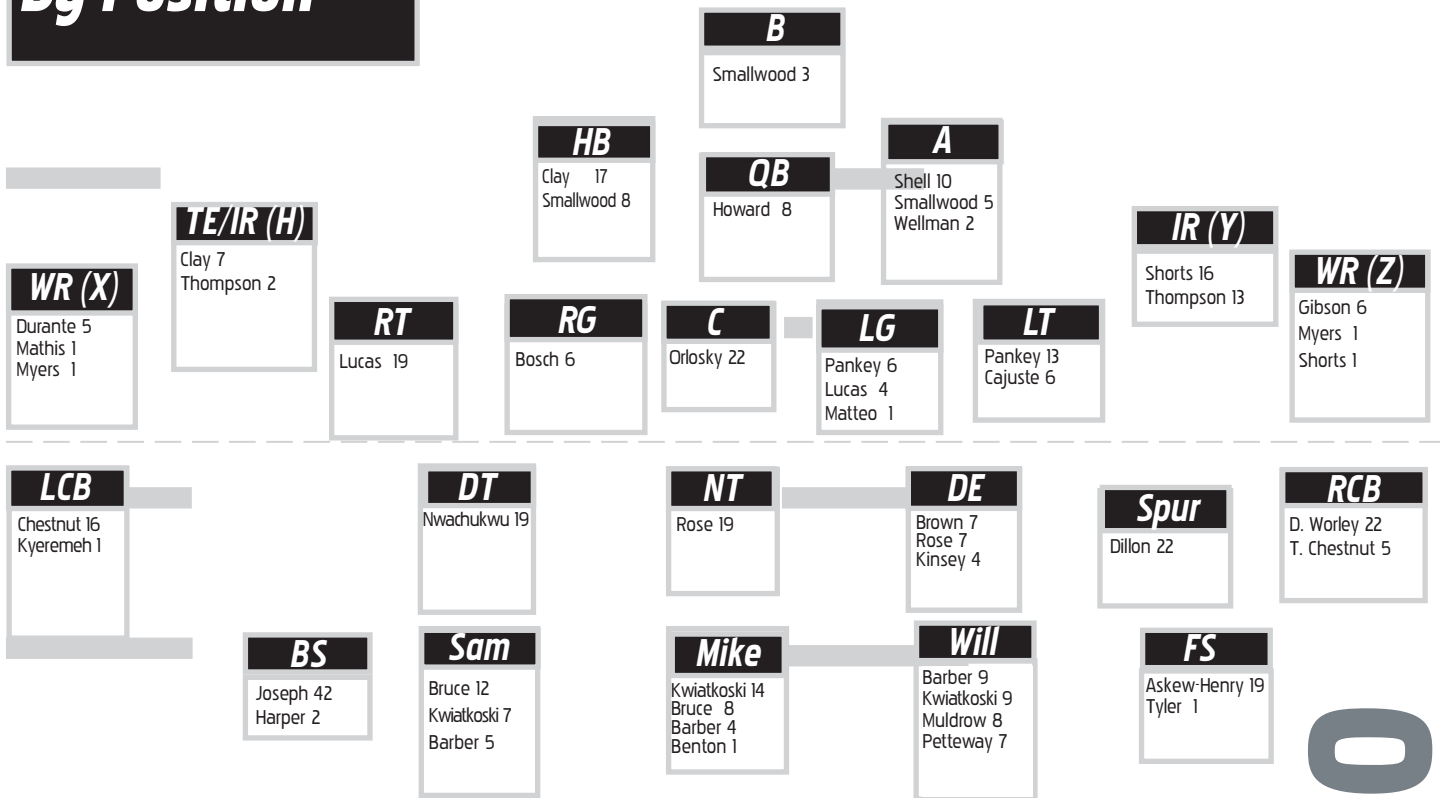 By Position
B
Smallwood 3
HB
Clay 17
Smallwood 8
QB
Howard 8
A
Shell 10
Smallwood 5
Wellman 2
TE/IR (H)
Clay 7
Thompson 2
IR (Y)
Shorts 16
Thompson 13
WR (X)
Durante 5
Mathis 1
Myers 1
WR (Z)
Gibson 6
Myers 1
Shorts 1
RT
Lucas 19
RG
Bosch 6
C
Orlosky 22
LG
Pankey 6
Lucas 4
Matteo 1
LT
Pankey 13
Cajuste 6
LCB
Chestnut 16
Kyeremeh 1
DT
Nwachukwu 19
NT
Rose 19
DE
Brown 7
Rose 7
Kinsey 4
Spur
Dillon 22
RCB
D. Worley 22
T. Chestnut 5
BS
Joseph 42
Harper 2
Sam
Bruce 12
Kwiatkoski 7
Barber 5
Mike
Kwiatkoski 14
Bruce 8
Barber 4
Benton 1
Will
Barber 9
Kwiatkoski 9
Muldrow 8
Petteway 7
FS
Askew-Henry 19
Tyler 1